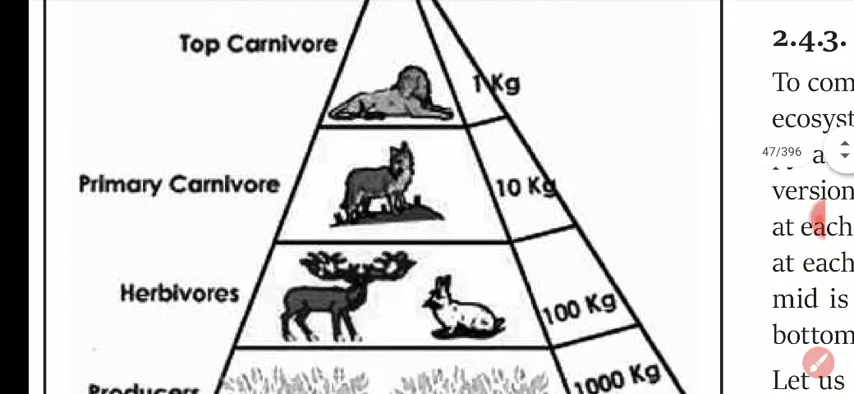 Top Carnivore
1 Kg
Primary Carnivore
10 Kg
Herbivores
100 Kg
Producers
1000 Kg
2.4.3.
To com
ecosyst
47/396
a
version
at each
at each
mid is
bottom
Let us